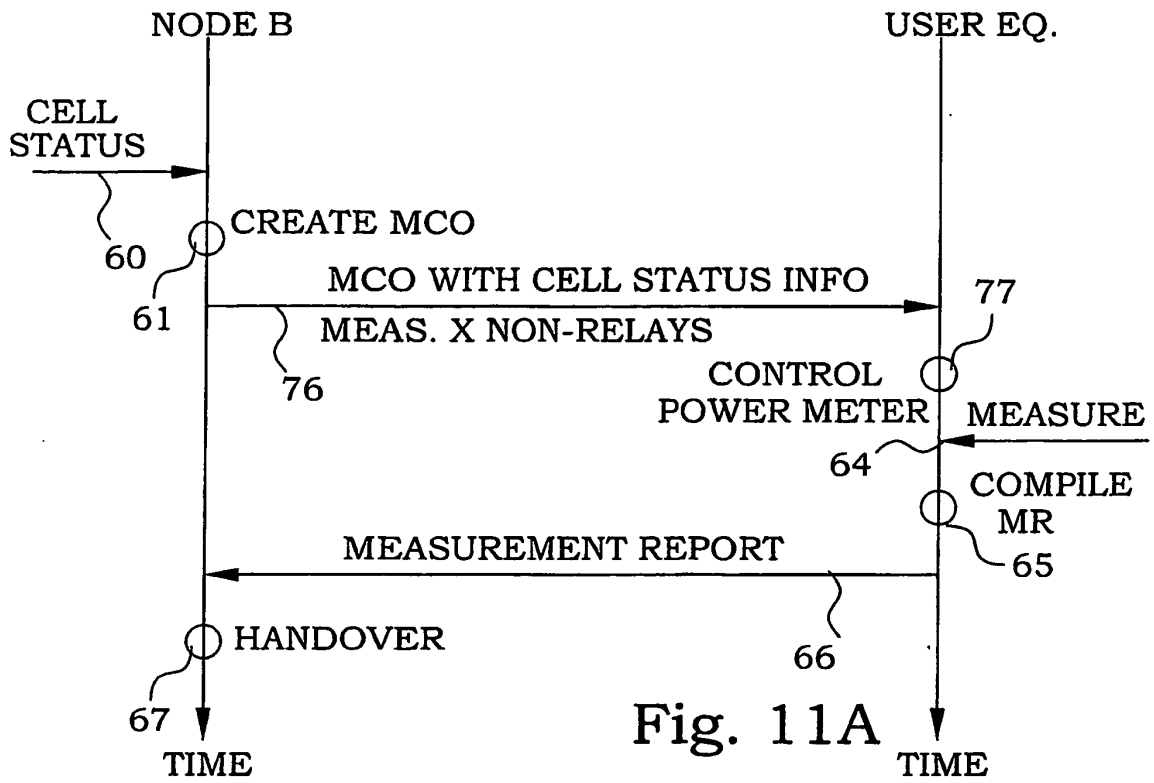 NODE B
USER EQ.
CELL
STATUS
60
CREATE MCO
61
MCO WITH CELL STATUS INFO
MEAS. X NON-RELAYS
76
77
CONTROL
POWER METER
MEASURE
64
COMPILE
MR
65
MEASUREMENT REPORT
66
HANDOVER
67
Fig. 11A
TIME
TIME